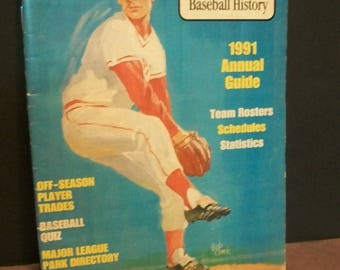 Baseball History
1991
Annual
Guide
Team Rosters
Schedules
Statistics
OFF-SEASON
PLAYER
TRADES
BASEBALL
QUIZ
MAJOR LEAGUE
PARK DIRECTORY